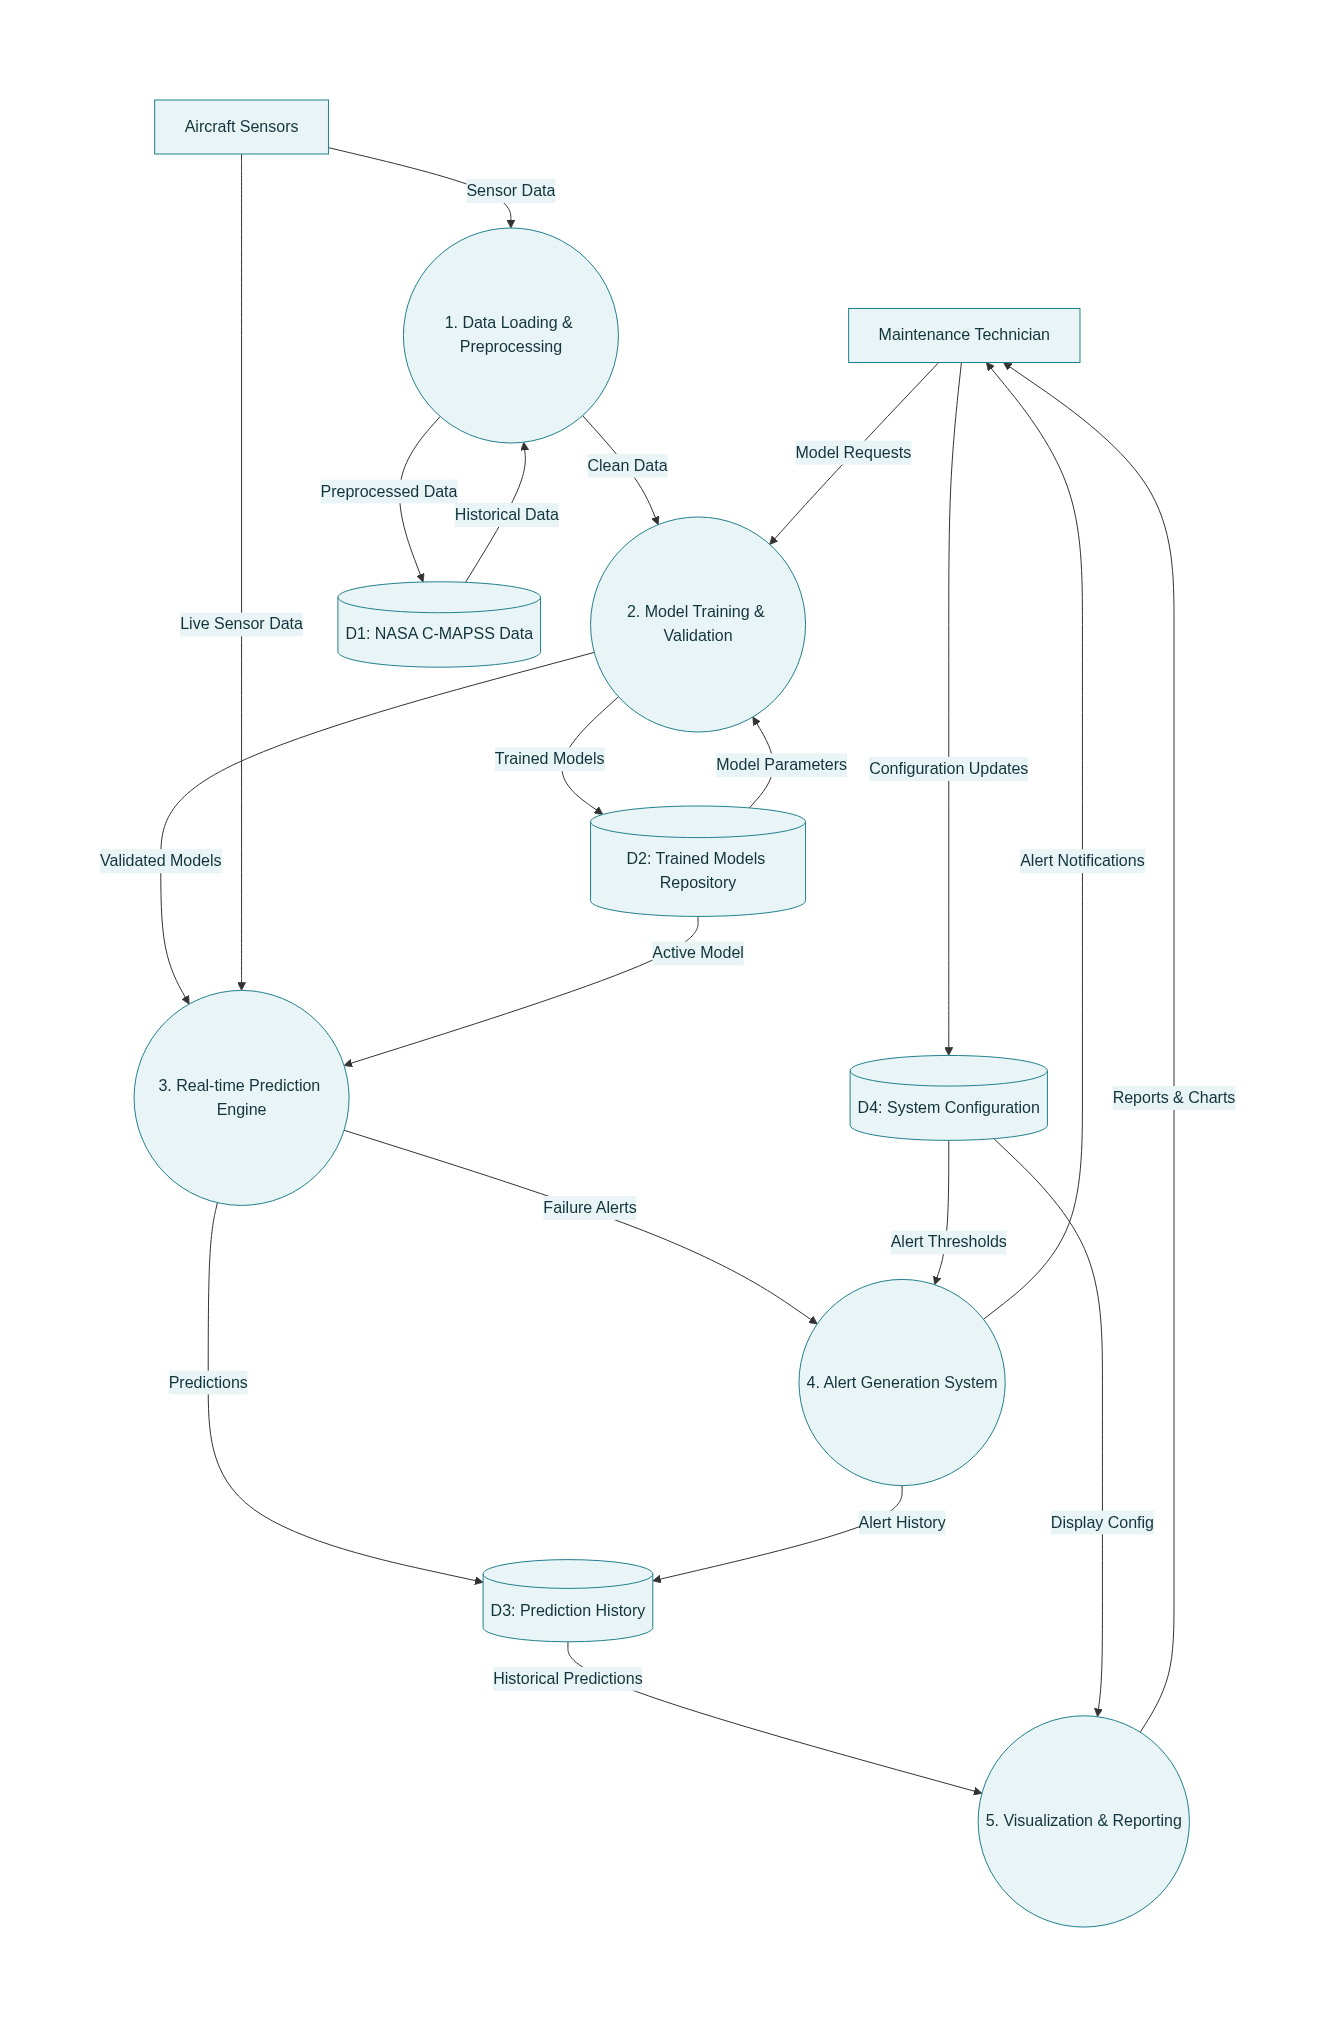 Aircraft Sensors
Sensor Data
1. Data Loading &
Preprocessing
Maintenance Technician
Model Requests
Clean Data
Preprocessed Data
Historical Data
2. Model Training &
Validation
Live Sensor Data
D1: NASA C-MAPSS Data
Trained Models
Model Parameters
Configuration Updates
Validated Models
D2: Trained Models
Repository
Alert Notifications
Active Model
3. Real-time Prediction
Engine
D4: System Configuration
Reports & Charts
Failure Alerts
Alert Thresholds
Predictions
4. Alert Generation System
Alert History
Display Config
D3: Prediction History
Historical Predictions
5. Visualization & Reporting